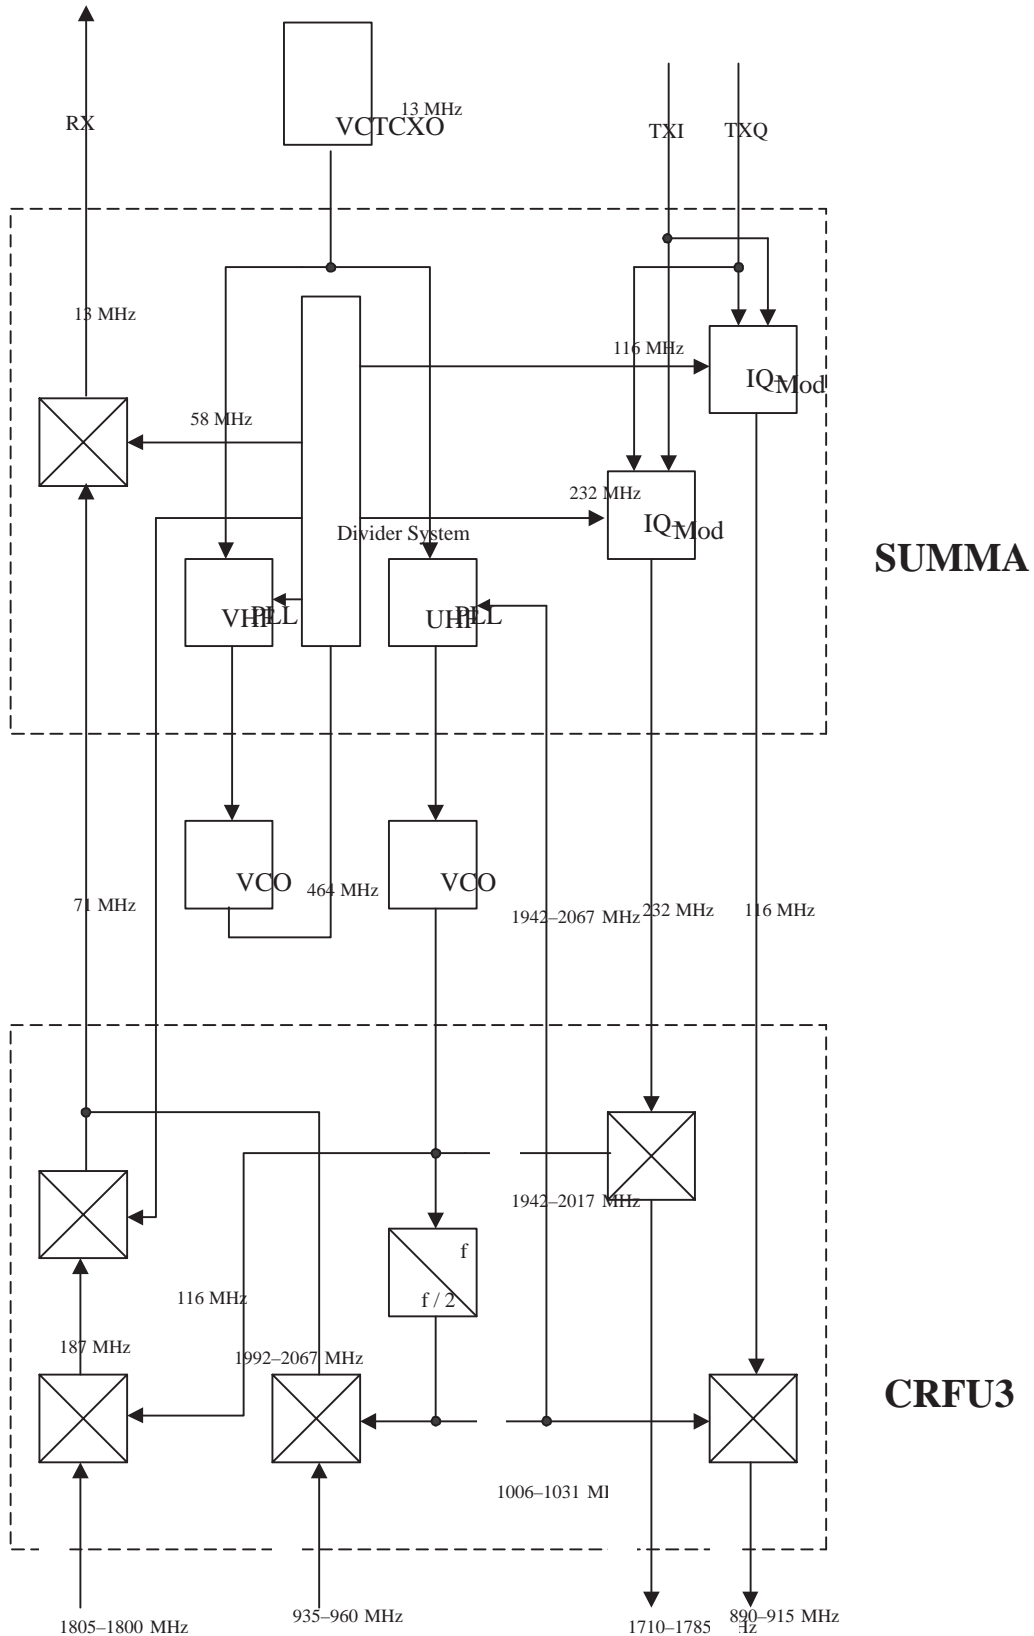 13 MHz
VCTCXO
RX
TXI
TXQ
13 MHz
116 MHz
IQ–Mod
58 MHz
232 MHz
IQ–Mod
Divider System
SUMMA
VHF PLL
UHF PLL
VCO
464 MHz
VCO
71 MHz
1942–2067 MHz
232 MHz
116 MHz
1942–2017 MHz
f
f / 2
116 MHz
187 MHz
1992–2067 MHz
CRFU3
1006–1031
935–960 MHz
890–915 MHz
1805–1800 MHz
1710–1785